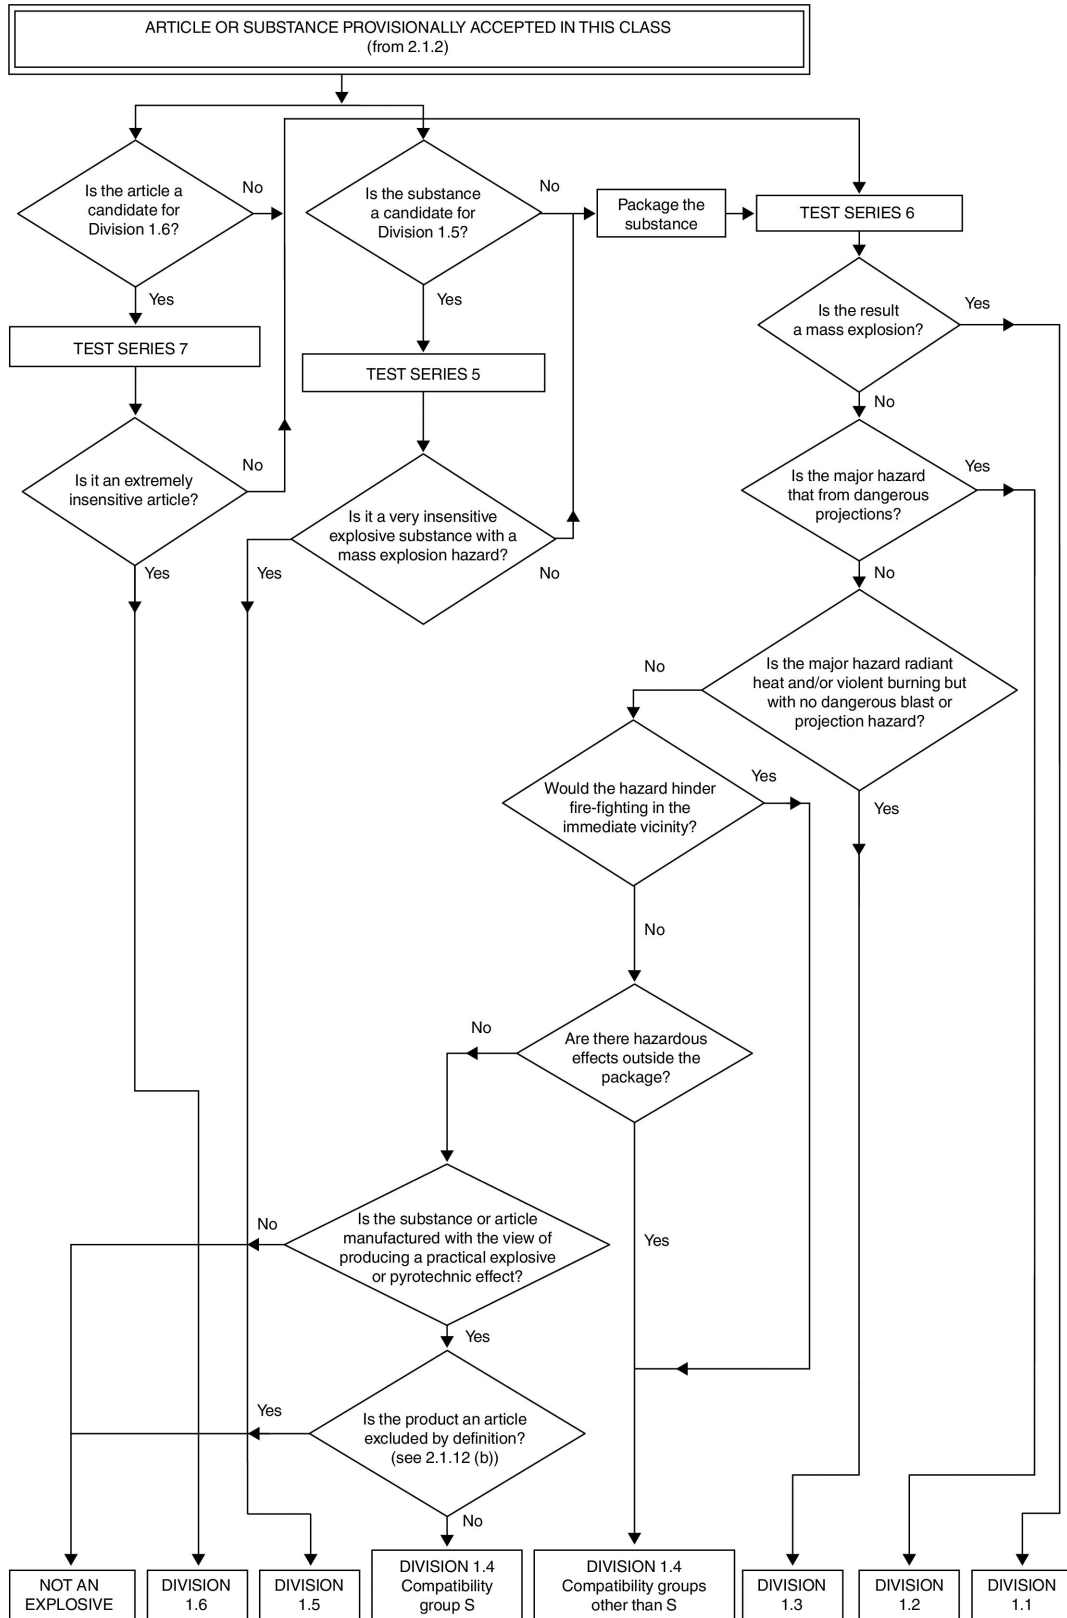 ARTICLE OR SUBSTANCE PROVISIONALLY ACCEPTED IN THIS CLASS
(from 2.1.2)
Is the article a
candidate for
Division 1.6?
No
Is the substance
a candidate for
Division 1.5?
No
Package the
substance
TEST SERIES 6
Yes
Yes
Is the result
a mass explosion?
Yes
TEST SERIES 7
TEST SERIES 5
No
Is it an extremely
insensitive article?
No
Is the major hazard
that from dangerous
projections?
Yes
Is it a very insensitive
explosive substance with a
mass explosion hazard?
Yes
Yes
No
No
Is the major hazard radiant
heat and/or violent burning but
with no dangerous blast or
projection hazard?
No
Yes
Would the hazard hinder
fire-fighting in the
immediate vicinity?
Yes
No
Are there hazardous
effects outside the
package?
No
Is the substance or article
manufactured with the view of
producing a practical explosive
or pyrotechnic effect?
No
Yes
Yes
Is the product an article
excluded by definition?
(see 2.1.12 (b))
Yes
No
NOT AN
EXPLOSIVE
DIVISION
1.6
DIVISION
1.5
DIVISION 1.4
Compatibility
group S
DIVISION 1.4
Compatibility groups
other than S
DIVISION
1.3
DIVISION
1.2
DIVISION
1.1